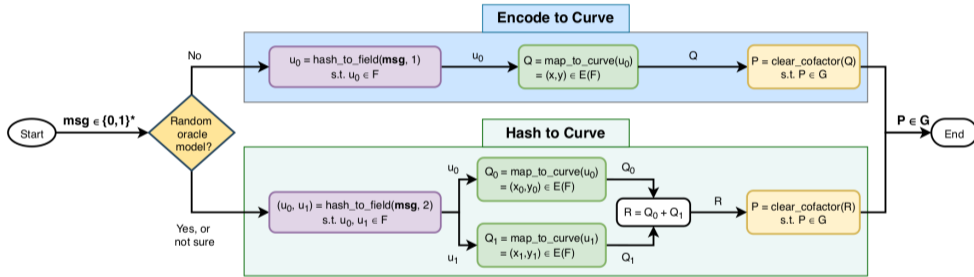 Encode to Curve
No
u₀ = hash_to_field(msg, 1)
s.t. u₀ ∈ F
u₀
Q = map_to_curve(u₀)
= (x,y) ∈ E(F)
Q
P = clear_cofactor(Q)
s.t. P ∈ G
Start
msg ∈ {0,1}*
Random
oracle
model?
P ∈ G
End
Hash to Curve
Yes, or
not sure
(u₀, u₁) = hash_to_field(msg, 2)
s.t. u₀, u₁ ∈ F
u₀
Q₀ = map_to_curve(u₀)
= (x₀,y₀) ∈ E(F)
Q₀
u₁
Q₁ = map_to_curve(u₁)
= (x₁,y₁) ∈ E(F)
Q₁
R = Q₀ + Q₁
R
P = clear_cofactor(R)
s.t. P ∈ G